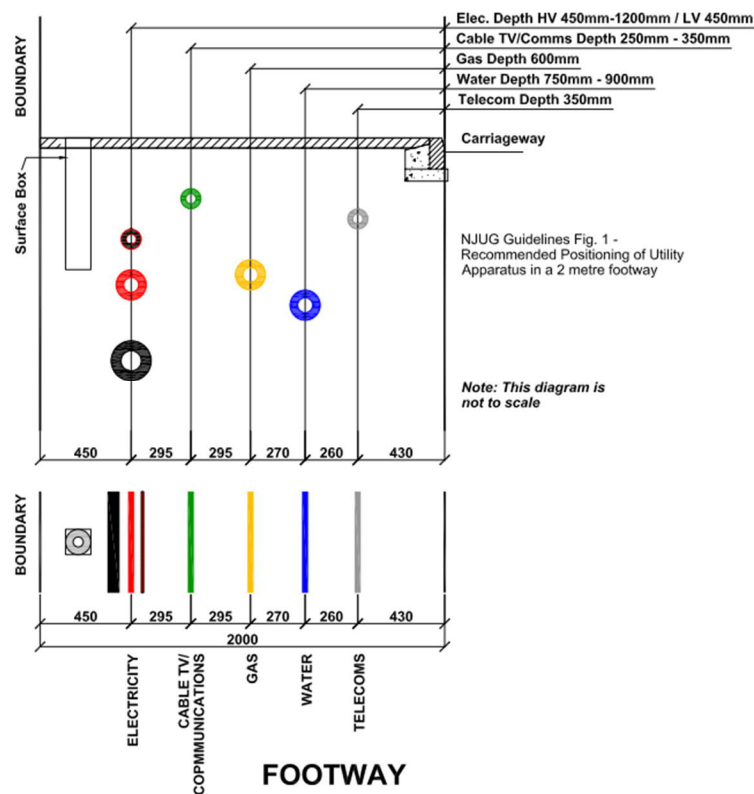 Elec. Depth HV 450mm-1200mm / LV 450mm
Cable TV/Comms Depth 250mm - 350mm
Gas Depth 600mm
Water Depth 750mm - 900mm
Telecom Depth 350mm
BOUNDARY
Carriageway
Surface Box
NJUG Guidelines Fig. 1 -
Recommended Positioning of Utility
Apparatus in a 2 metre footway
Note: This diagram is
not to scale
450
295
295
270
260
430
BOUNDARY
450
295
295
270
260
430
2000
ELECTRICITY
CABLE TV/
COPMMUNICATIONS
GAS
WATER
TELECOMS
FOOTWAY